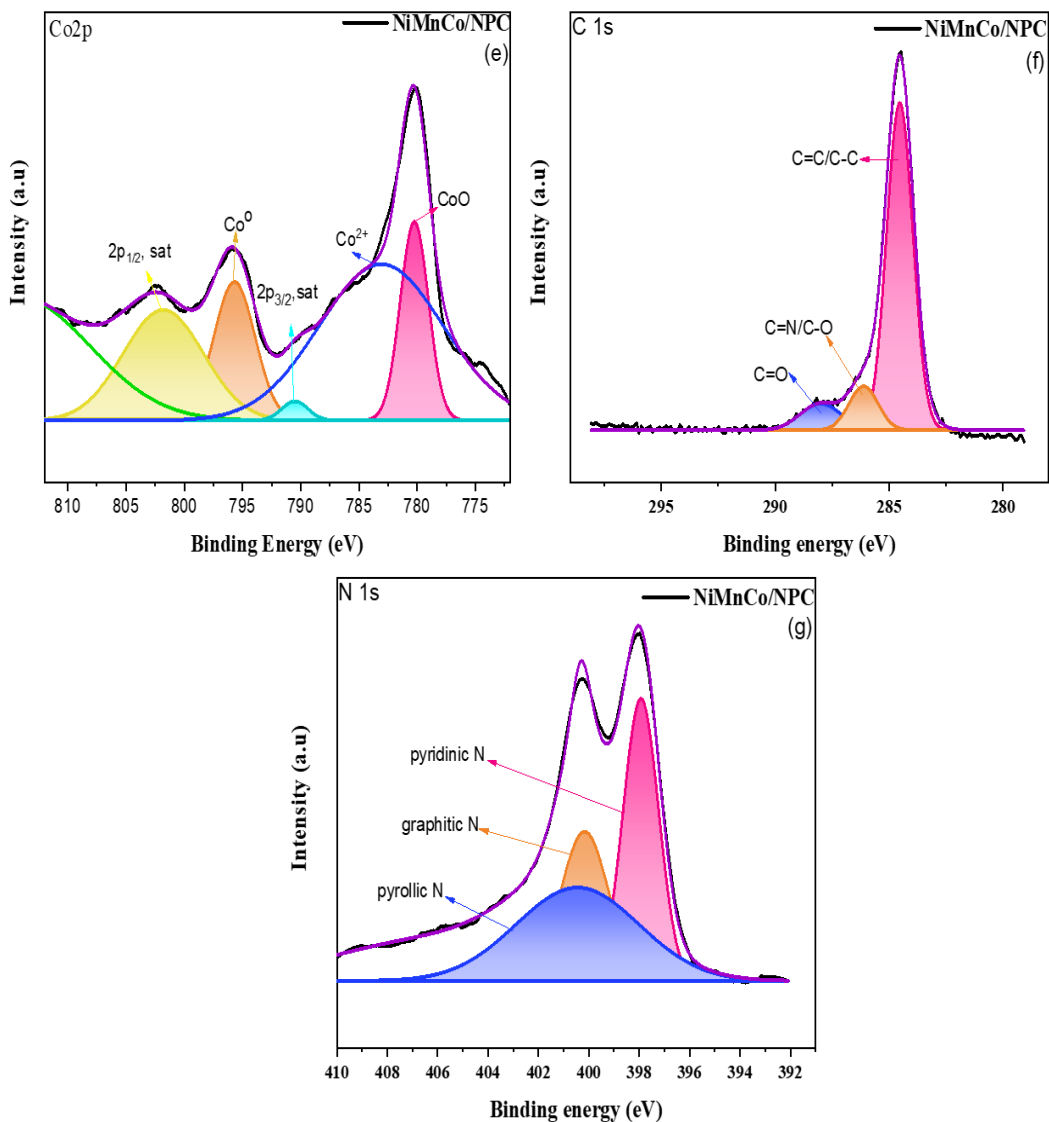 Co2p
NiMnCo/NPC
(e)
Co⁰
CoO
2p₁/₂, sat
Co²⁺
2p₃/₂,sat
Intensity (a.u)
810 805 800 795 790 785 780 775
Binding Energy (eV)
C 1s
NiMnCo/NPC
(f)
C=C/C-C
C=N/C-O
C=O
Intensity (a.u)
295 290 285 280
Binding energy (eV)
N 1s
NiMnCo/NPC
(g)
pyridinic N
graphitic N
pyrollic N
Intensity (a.u)
410 408 406 404 402 400 398 396 394 392
Binding energy (eV)